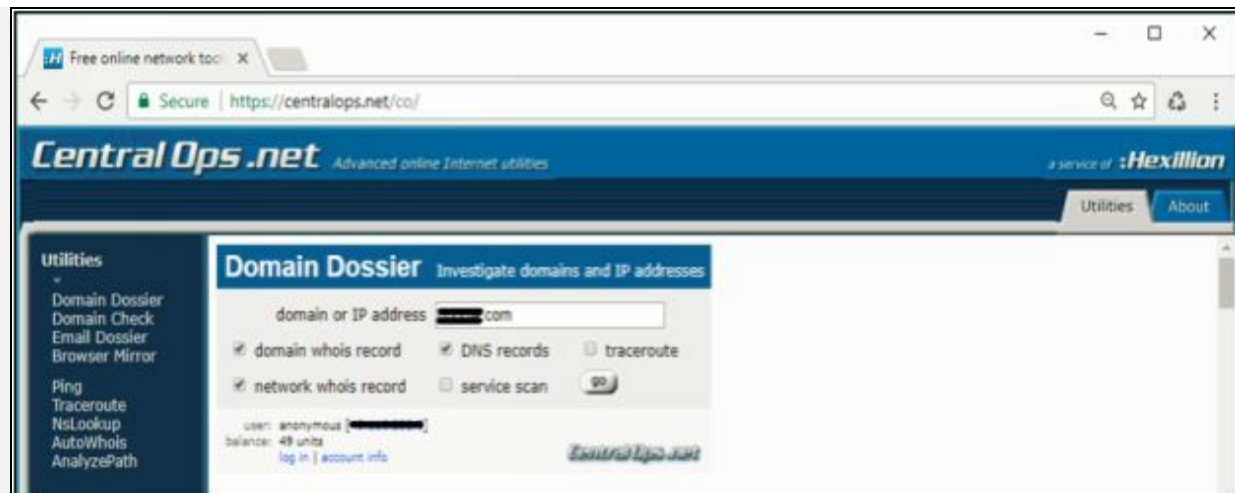 Free online network too
Secure https://centralops.net/co/
Central Ops.net Advanced online Internet utilities
a service of :Hexillion
Utilities About
Utilities
Domain Dossier
Domain Check
Email Dossier
Browser Mirror
Ping
Traceroute
NsLookup
AutoWhois
AnalyzePath
Domain Dossier Investigate domains and IP addresses
domain or IP address .com
domain whois record DNS records traceroute
network whois record service scan go
user: anonymous [ ]
balance: 49 units
log in | account info
CentralOps.net